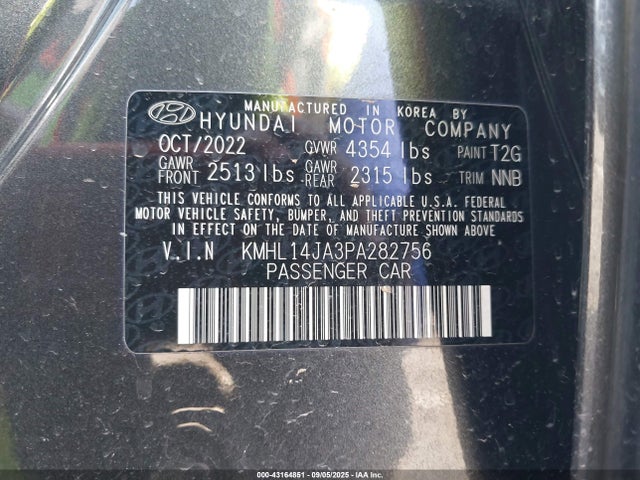 MANUFACTURED IN KOREA BY
HYUNDAI MOTOR COMPANY
OCT/2022 GVWR 4354 lbs PAINT T2G
GAWR FRONT 2513 lbs GAWR REAR 2315 lbs TRIM NNB
THIS VEHICLE CONFORMS TO ALL APPLICABLE U.S.A. FEDERAL
MOTOR VEHICLE SAFETY, BUMPER, AND THEFT PREVENTION STANDARDS
IN EFFECT ON THE DATE OF MANUFACTURE SHOWN ABOVE
V.I.N KMHL14JA3PA282756
PASSENGER CAR
000-43164861 - 09/05/2025 - IAA Inc.